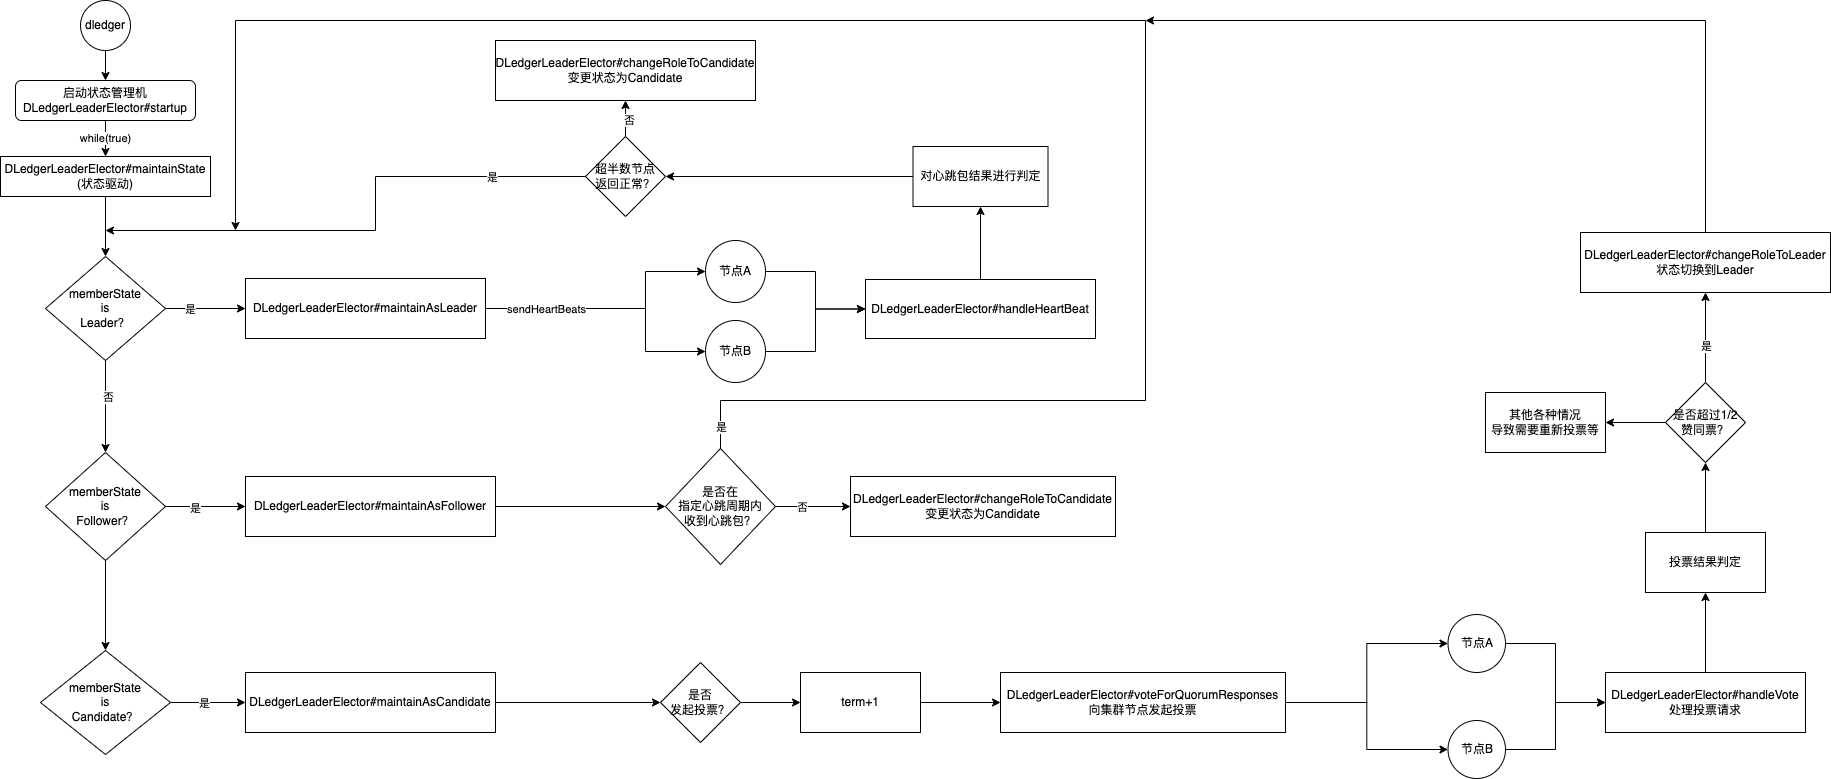 dledger
启动状态管理机
DLedgerLeaderElector#startup
while(true)
DLedgerLeaderElector#maintainState
(状态驱动)
DLedgerLeaderElector#changeRoleToCandidate
变更状态为Candidate
否
超半数节点
返回正常?
是
对心跳包结果进行判定
memberState
is
Leader?
是
DLedgerLeaderElector#maintainAsLeader
sendHeartBeats
节点A
节点B
DLedgerLeaderElector#handleHeartBeat
DLedgerLeaderElector#changeRoleToLeader
状态切换到Leader
是
是否超过1/2
赞同票?
其他各种情况
导致需要重新投票等
否
memberState
is
Follower?
是
DLedgerLeaderElector#maintainAsFollower
是
是否在
指定心跳周期内
收到心跳包?
否
DLedgerLeaderElector#changeRoleToCandidate
变更状态为Candidate
投票结果判定
memberState
is
Candidate?
是
DLedgerLeaderElector#maintainAsCandidate
是否
发起投票?
term+1
DLedgerLeaderElector#voteForQuorumResponses
向集群节点发起投票
节点A
节点B
DLedgerLeaderElector#handleVote
处理投票请求